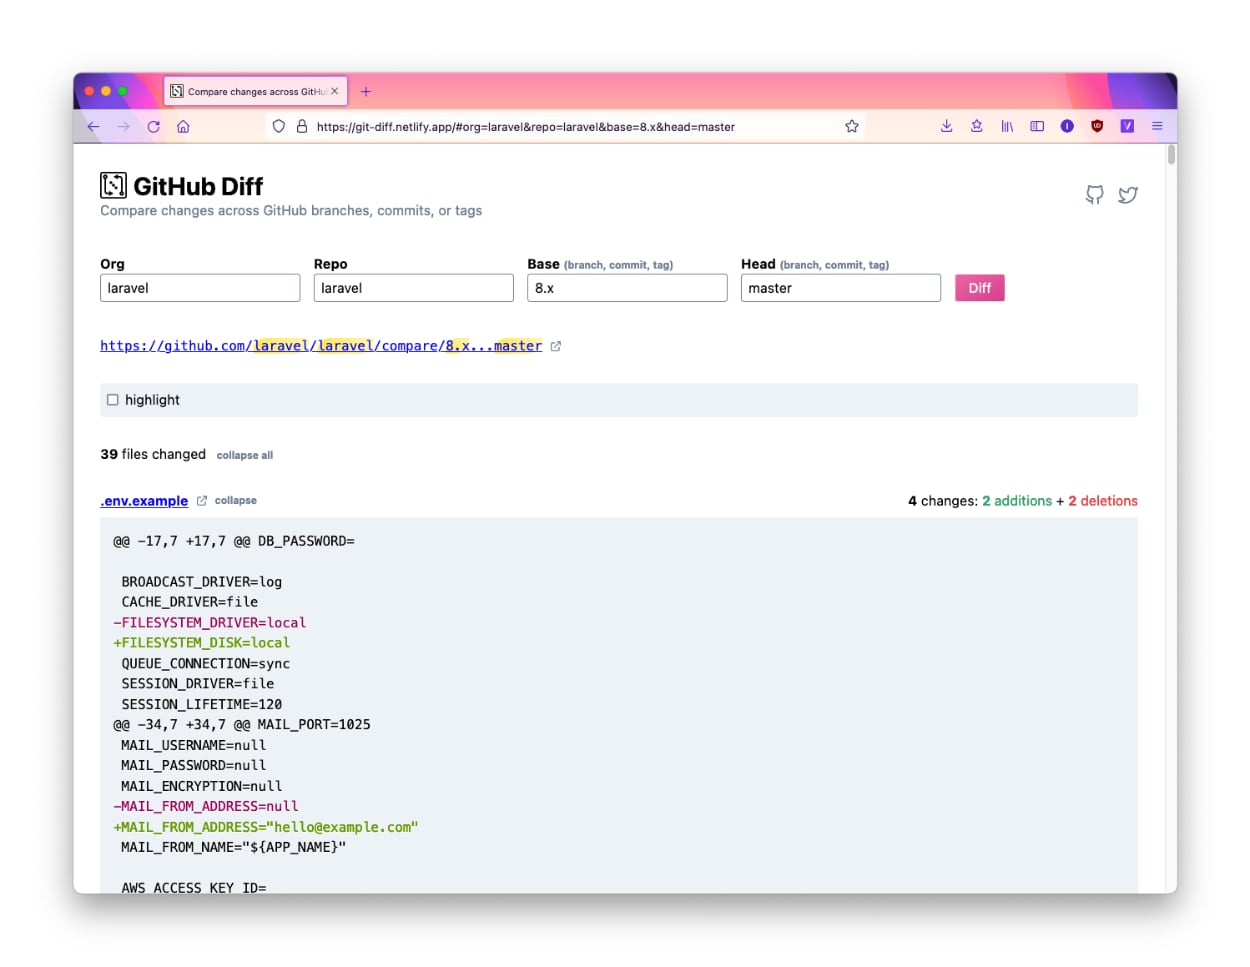 Compare changes across GitHu
https://git-diff.netlify.app/#org=laravel&repo=laravel&base=8.x&head=master
GitHub Diff
Compare changes across GitHub branches, commits, or tags
Org Repo Base (branch, commit, tag) Head (branch, commit, tag)
laravel laravel 8.x master Diff
https://github.com/laravel/laravel/compare/8.x...master
highlight
39 files changed collapse all
.env.example collapse 4 changes: 2 additions + 2 deletions
@@ -17,7 +17,7 @@ DB_PASSWORD=
BROADCAST_DRIVER=log
CACHE_DRIVER=file
-FILESYSTEM_DRIVER=local
+FILESYSTEM_DISK=local
QUEUE_CONNECTION=sync
SESSION_DRIVER=file
SESSION_LIFETIME=120
@@ -34,7 +34,7 @@ MAIL_PORT=1025
MAIL_USERNAME=null
MAIL_PASSWORD=null
MAIL_ENCRYPTION=null
-MAIL_FROM_ADDRESS=null
+MAIL_FROM_ADDRESS="hello@example.com"
MAIL_FROM_NAME="${APP_NAME}"
AWS_ACCESS_KEY_ID=